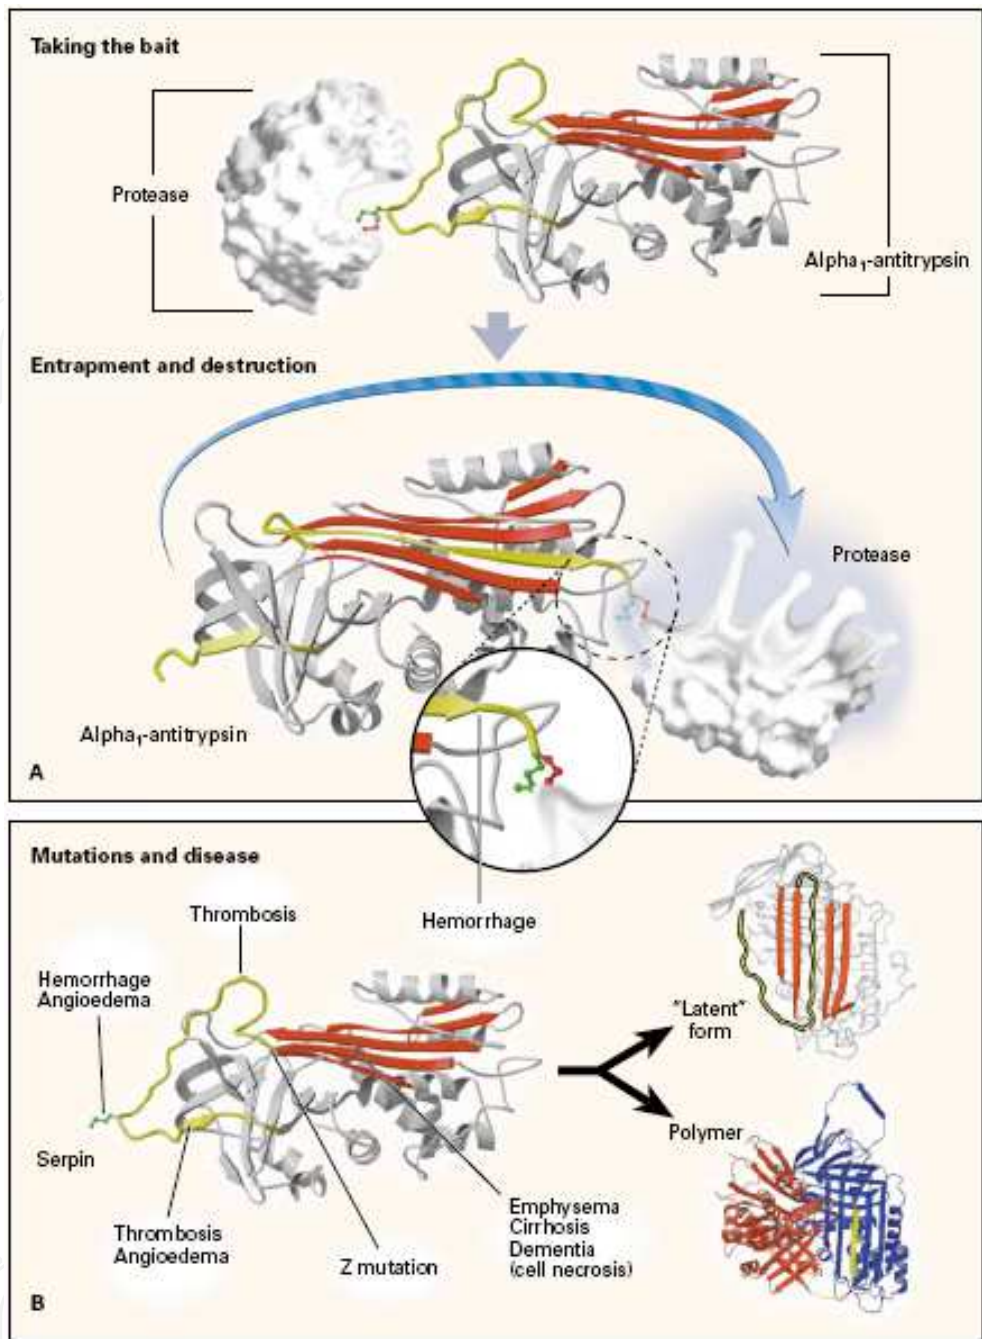 Taking the bait
Protease
Alpha₁-antitrypsin
Entrapment and destruction
Protease
Alpha₁-antitrypsin
A
Mutations and disease
Thrombosis
Hemorrhage
Hemorrhage
Angioedema
"Latent"
form
Polymer
Serpin
Thrombosis
Angioedema
Z mutation
Emphysema
Cirrhosis
Dementia
(cell necrosis)
B